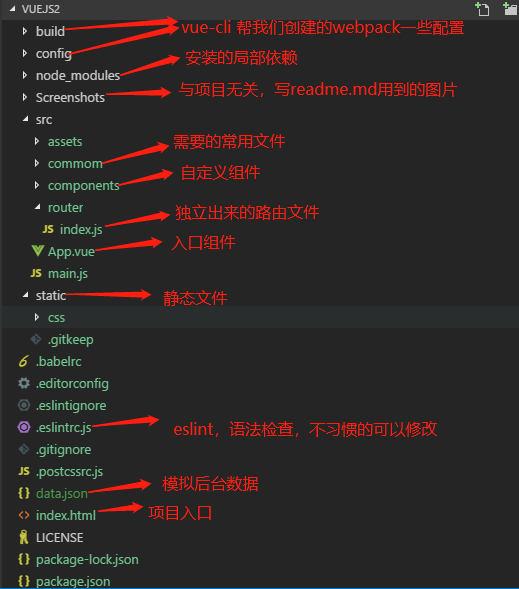 VUEJS2
build
vue-cli 帮我们创建的webpack一些配置
config
node_modules 安装的局部依赖
Screenshots 与项目无关，写readme.md用到的图片
src
assets
commom 需要的常用文件
components 自定义组件
router
JS index.js 独立出来的路由文件
App.vue 入口组件
JS main.js
static 静态文件
css
.gitkeep
.babelrc
.editorconfig
.eslintignore
.eslintrc.js eslint，语法检查，不习惯的可以修改
.gitignore
JS .postcssrc.js
data.json 模拟后台数据
index.html 项目入口
LICENSE
package-lock.json
package.json